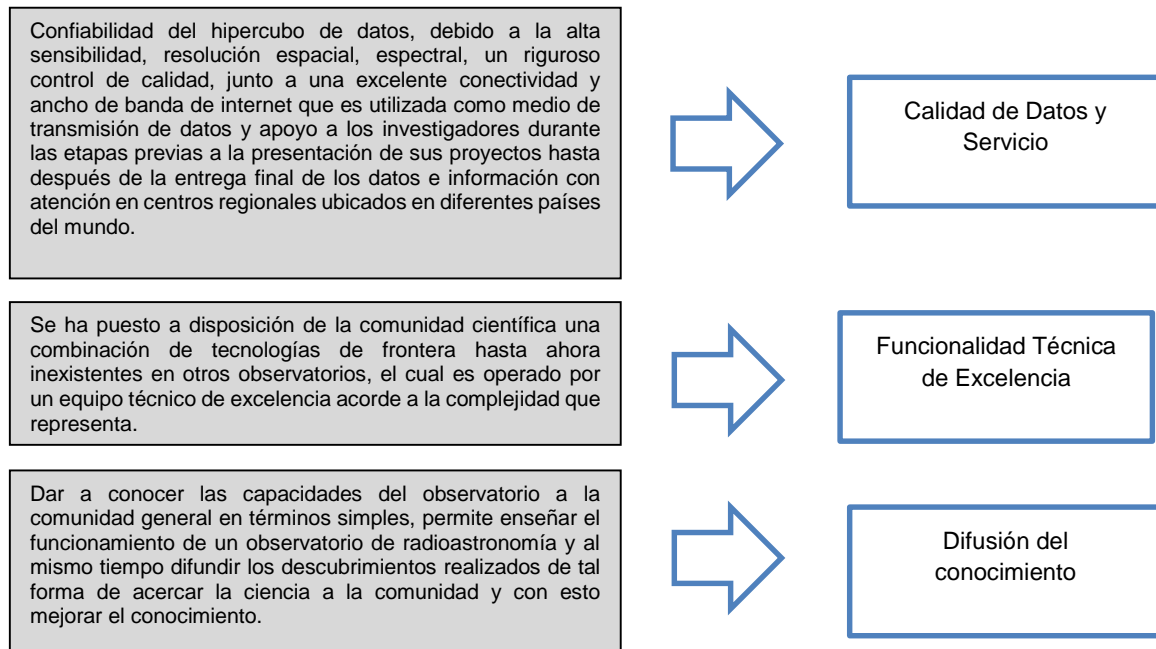 Confiabilidad del hipercubo de datos, debido a la alta
sensibilidad, resolución espacial, espectral, un riguroso
control de calidad, junto a una excelente conectividad y
ancho de banda de internet que es utilizada como medio de
transmisión de datos y apoyo a los investigadores durante
las etapas previas a la presentación de sus proyectos hasta
después de la entrega final de los datos e información con
atención en centros regionales ubicados en diferentes países
del mundo.
Calidad de Datos y
Servicio
Se ha puesto a disposición de la comunidad científica una
combinación de tecnologías de frontera hasta ahora
inexistentes en otros observatorios, el cual es operado por
un equipo técnico de excelencia acorde a la complejidad que
representa.
Funcionalidad Técnica
de Excelencia
Dar a conocer las capacidades del observatorio a la
comunidad general en términos simples, permite enseñar el
funcionamiento de un observatorio de radioastronomía y al
mismo tiempo difundir los descubrimientos realizados de tal
forma de acercar la ciencia a la comunidad y con esto
mejorar el conocimiento.
Difusión del
conocimiento